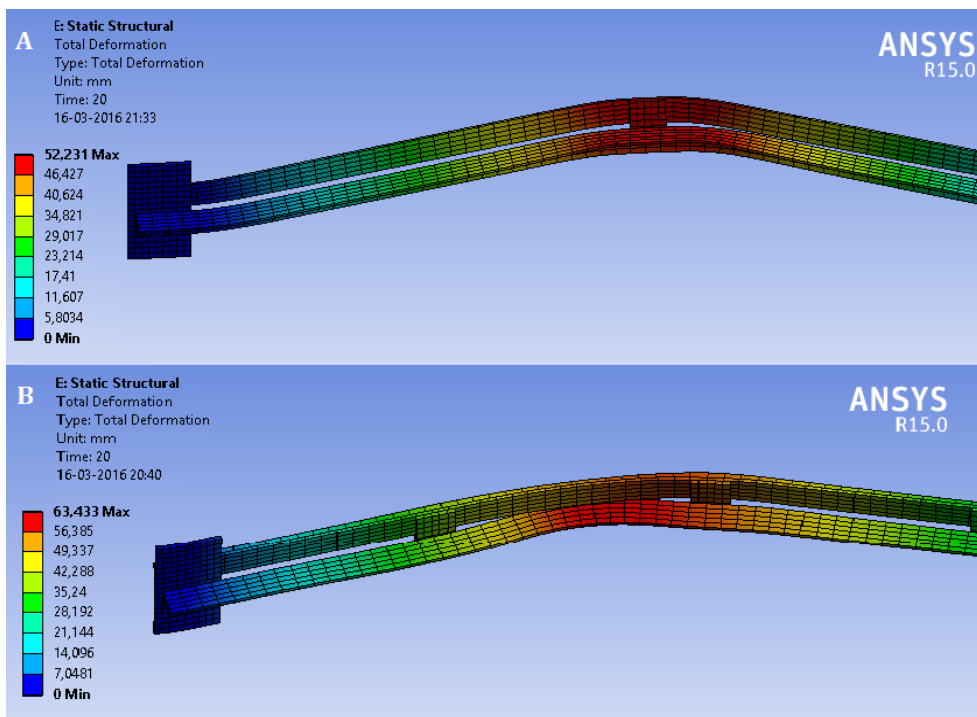 A
E: Static Structural
Total Deformation
Type: Total Deformation
Unit: mm
Time: 20
16-03-2016 21:33
ANSYS
R15.0
52,231 Max
46,427
40,624
34,821
29,017
23,214
17,41
11,607
5,8034
0 Min
B
E: Static Structural
Total Deformation
Type: Total Deformation
Unit: mm
Time: 20
16-03-2016 20:40
ANSYS
R15.0
63,433 Max
56,385
49,337
42,288
35,24
28,192
21,144
14,096
7,0481
0 Min